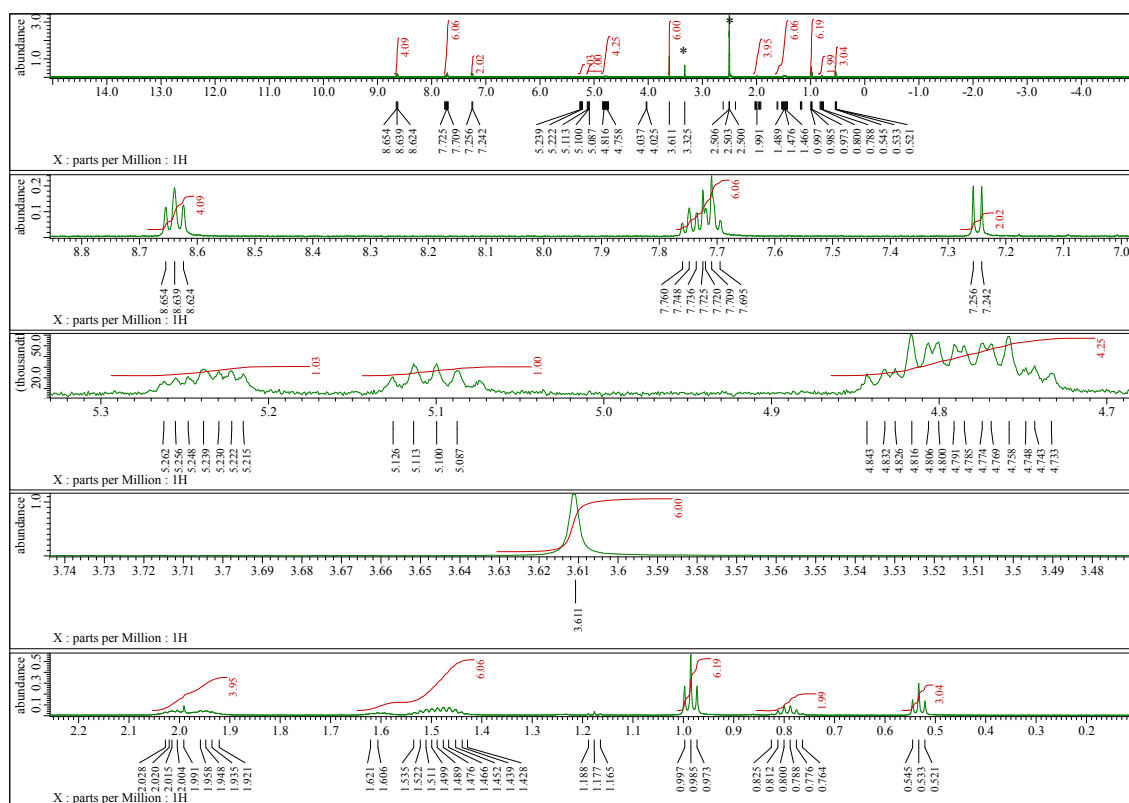 abundance
3.0
1.0
*
*
4.09
6.06
2.02
1.03
1.00
4.25
6.00
3.95
6.06
6.19
1.99
3.04
14.0 13.0 12.0 11.0 10.0 9.0 8.0 7.0 6.0 5.0 4.0 3.0 2.0 1.0 0 -1.0 -2.0 -3.0 -4.0 -5.0
8.654 8.639 8.624 7.725 7.709 7.256 7.242 5.239 5.222 5.113 5.100 5.087 4.816 4.758 4.037 4.025 3.611 3.325 2.506 2.503 2.500 1.991 1.489 1.476 1.466 0.997 0.985 0.973 0.800 0.788 0.545 0.533 0.521
X : parts per Million : 1H
abundance
0.2
0.1
4.09
6.06
2.02
8.8 8.7 8.6 8.5 8.4 8.3 8.2 8.1 8.0 7.9 7.8 7.7 7.6 7.5 7.4 7.3 7.2 7.1 7.0
8.654 8.639 8.624 7.760 7.748 7.736 7.725 7.720 7.709 7.695 7.256 7.242
X : parts per Million : 1H
(thousandt
50.0
20.0
1.03
1.00
4.25
5.3 5.2 5.1 5.0 4.9 4.8 4.7
5.262 5.256 5.248 5.239 5.230 5.222 5.215 5.126 5.113 5.100 5.087 4.843 4.832 4.826 4.816 4.806 4.800 4.791 4.785 4.774 4.769 4.758 4.748 4.743 4.733
X : parts per Million : 1H
abundance
1.0
6.00
3.74 3.73 3.72 3.71 3.7 3.69 3.68 3.67 3.66 3.65 3.64 3.63 3.62 3.61 3.6 3.59 3.58 3.57 3.56 3.55 3.54 3.53 3.52 3.51 3.5 3.49 3.48
3.611
X : parts per Million : 1H
abundance
0.5
0.3
0.1
3.95
6.06
6.19
1.99
3.04
2.2 2.1 2.0 1.9 1.8 1.7 1.6 1.5 1.4 1.3 1.2 1.1 1.0 0.9 0.8 0.7 0.6 0.5 0.4 0.3 0.2
2.028 2.020 2.015 2.004 1.991 1.958 1.948 1.935 1.921 1.621 1.606 1.535 1.522 1.511 1.499 1.489 1.476 1.466 1.452 1.439 1.428 1.188 1.177 1.165 0.997 0.985 0.973 0.825 0.812 0.800 0.788 0.776 0.764 0.545 0.533 0.521
X : parts per Million : 1H